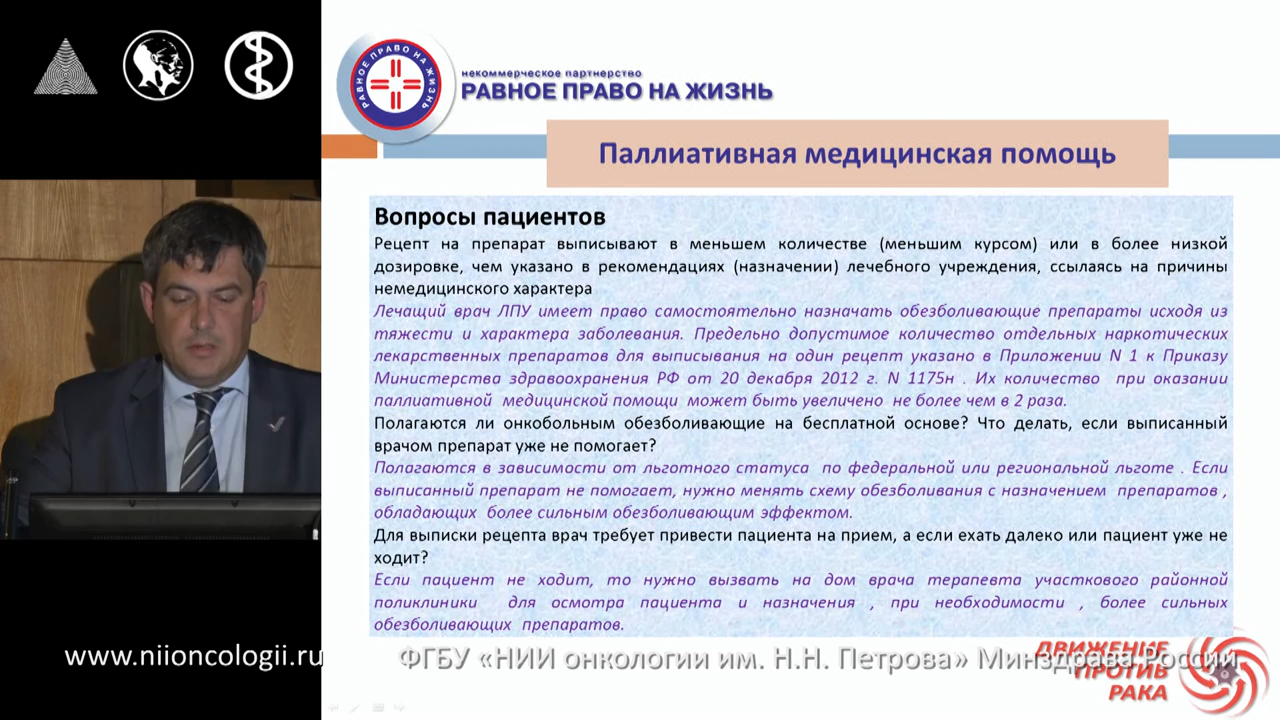 РАВНОЕ ПРАВО НА ЖИЗНЬ
некоммерческое партнерство
РАВНОЕ ПРАВО НА ЖИЗНЬ
Паллиативная медицинская помощь
Вопросы пациентов
Рецепт на препарат выписывают в меньшем количестве (меньшим курсом) или в более низкой
дозировке, чем указано в рекомендациях (назначении) лечебного учреждения, ссылаясь на причины
немедицинского характера
Лечащий врач ЛПУ имеет право самостоятельно назначать обезболивающие препараты исходя из
тяжести и характера заболевания. Предельно допустимое количество отдельных наркотических
лекарственных препаратов для выписывания на один рецепт указано в Приложении N 1 к Приказу
Министерства здравоохранения РФ от 20 декабря 2012 г. N 1175н . Их количество при оказании
паллиативной медицинской помощи может быть увеличено не более чем в 2 раза.
Полагаются ли онкобольным обезболивающие на бесплатной основе? Что делать, если выписанный
врачом препарат уже не помогает?
Полагаются в зависимости от льготного статуса по федеральной или региональной льготе . Если
выписанный препарат не помогает, нужно менять схему обезболивания с назначением препаратов ,
обладающих более сильным обезболивающим эффектом.
Для выписки рецепта врач требует привести пациента на прием, а если ехать далеко или пациент уже не
ходит?
Если пациент не ходит, то нужно вызвать на дом врача терапевта участкового районной
поликлиники для осмотра пациента и назначения , при необходимости , более сильных
обезболивающих препаратов.
www.niioncologii.ru
ФГБУ «НИИ онкологии им. Н.Н. Петрова» Минздрава России
ДВИЖЕНИЕ
ПРОТИВ
РАКА